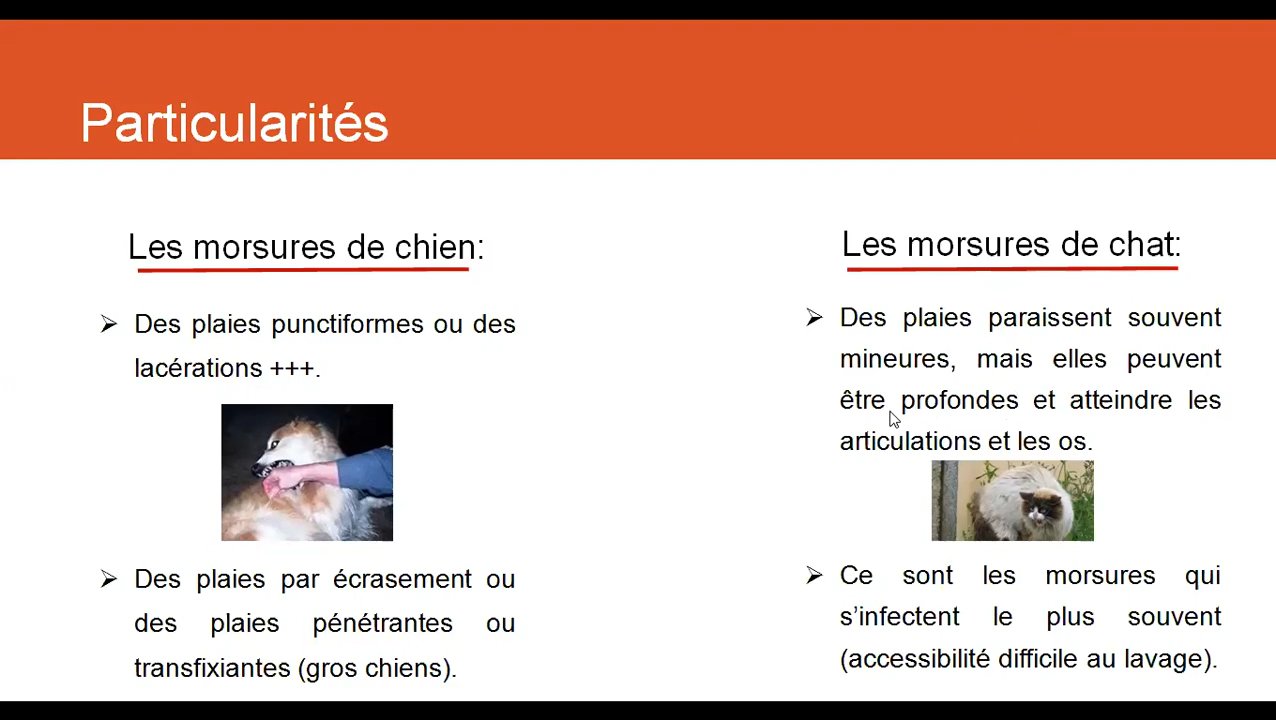 Particularités
Les morsures de chien:
Des plaies punctiformes ou des
lacérations +++.
Des plaies par écrasement ou
des plaies pénétrantes ou
transfixiantes (gros chiens).
Les morsures de chat:
Des plaies paraissent souvent
mineures, mais elles peuvent
être profondes et atteindre les
articulations et les os.
Ce sont les morsures qui
s’infectent le plus souvent
(accessibilité difficile au lavage).